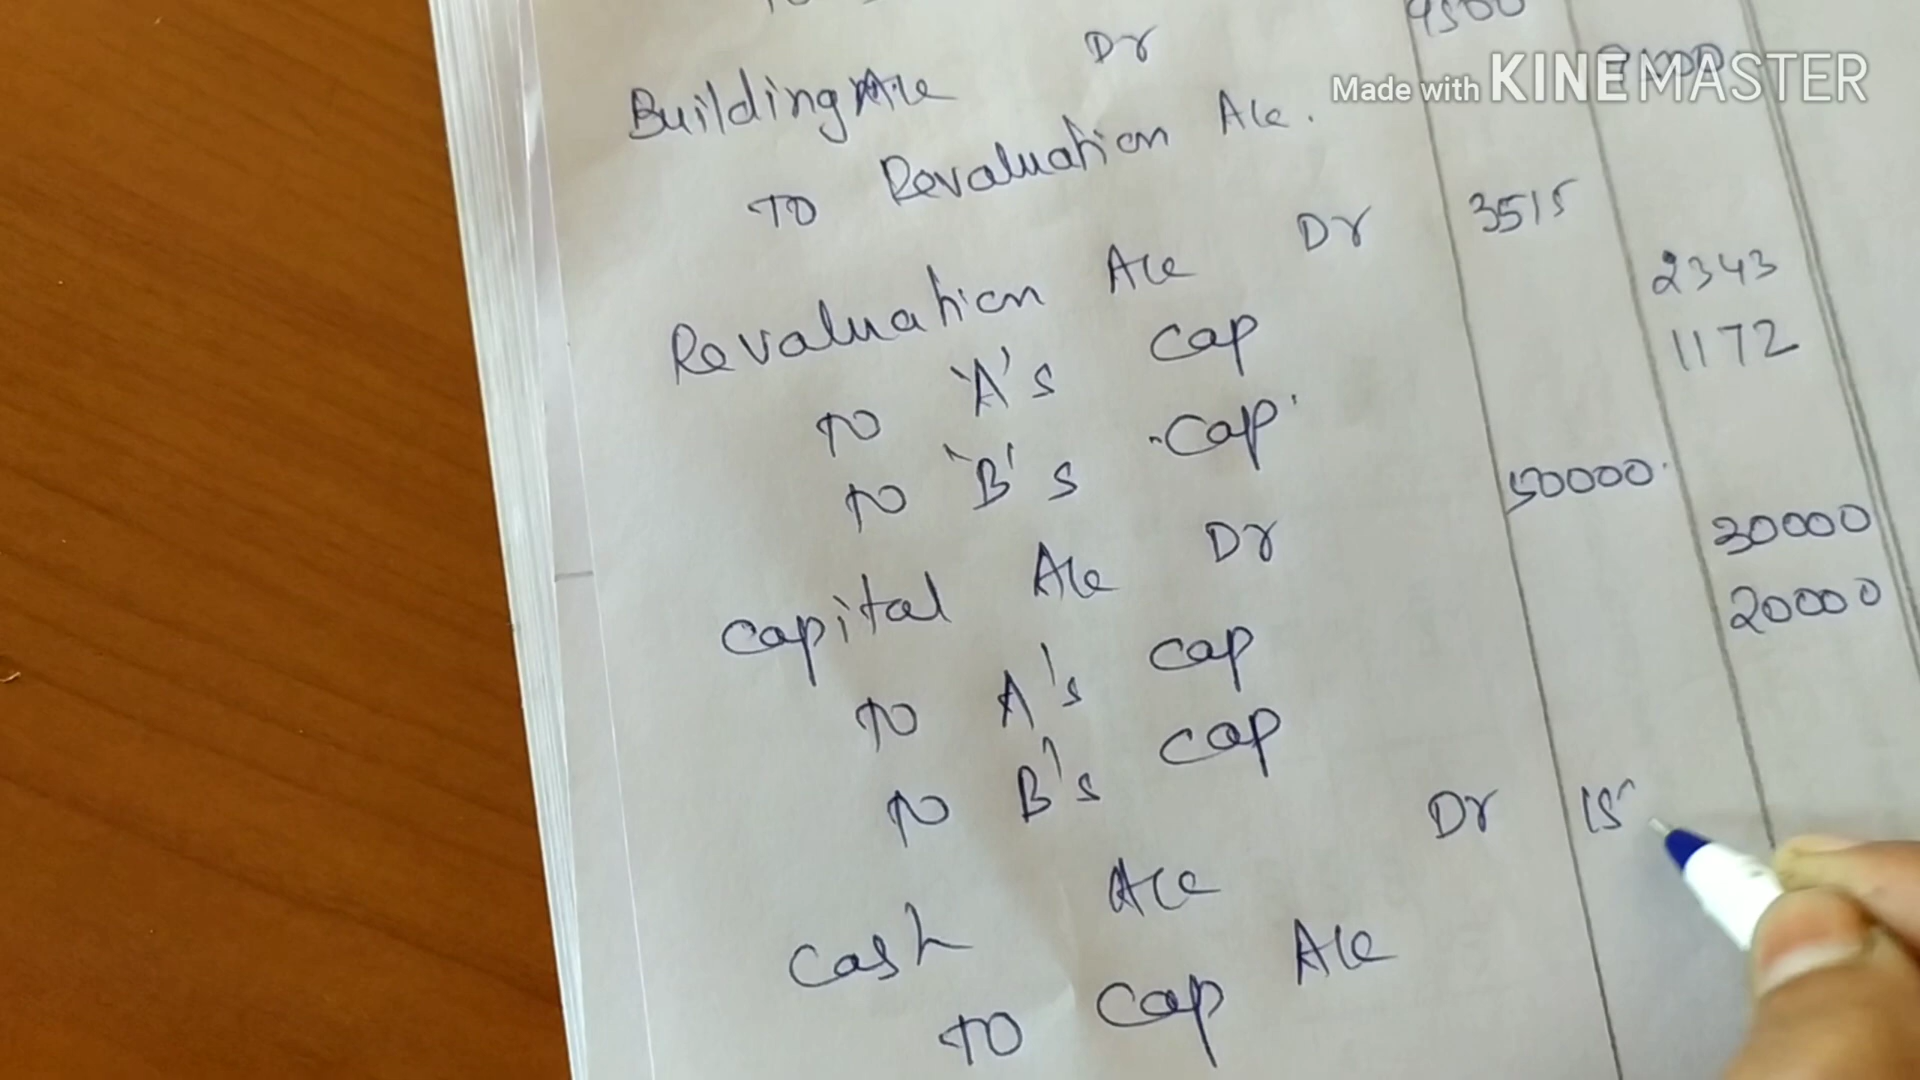 Building A/c Dr
Made with KINEMASTER
To Revaluation A/c.
Revaluation A/c Dr 3515
To 'A's cap 2343
To 'B's cap. 1172
Capital A/c Dr 50000
To A's cap 30000
To B's cap 20000
Cash A/c Dr 15
To Cap A/c